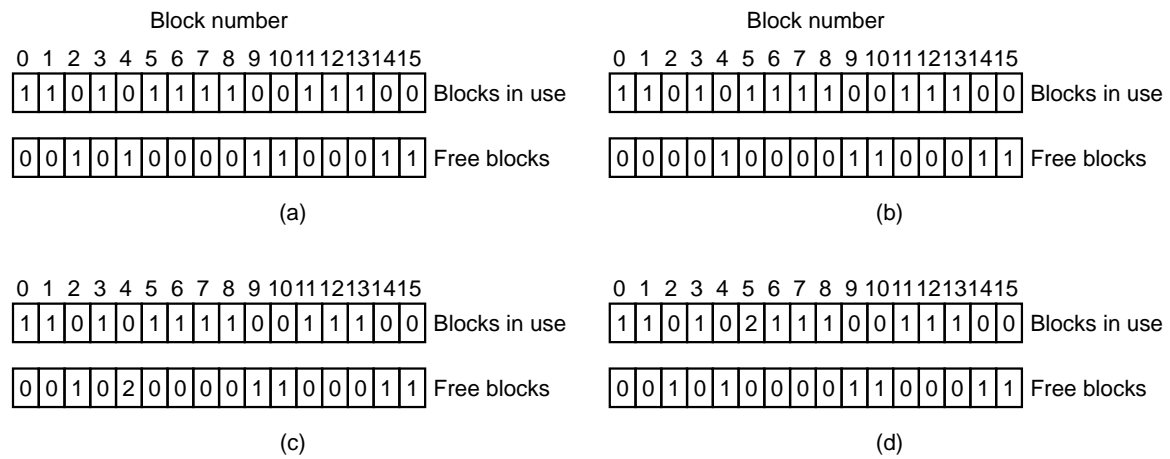 Block number
0 1 2 3 4 5 6 7 8 9 10 11 12 13 14 15
1 1 0 1 0 1 1 1 1 0 0 1 1 1 0 0 Blocks in use
0 0 1 0 1 0 0 0 0 1 1 0 0 0 1 1 Free blocks
(a)
Block number
0 1 2 3 4 5 6 7 8 9 10 11 12 13 14 15
1 1 0 1 0 1 1 1 1 0 0 1 1 1 0 0 Blocks in use
0 0 0 0 1 0 0 0 0 1 1 0 0 0 1 1 Free blocks
(b)
0 1 2 3 4 5 6 7 8 9 10 11 12 13 14 15
1 1 0 1 0 1 1 1 1 0 0 1 1 1 0 0 Blocks in use
0 0 1 0 2 0 0 0 0 1 1 0 0 0 1 1 Free blocks
(c)
0 1 2 3 4 5 6 7 8 9 10 11 12 13 14 15
1 1 0 1 0 2 1 1 1 0 0 1 1 1 0 0 Blocks in use
0 0 1 0 1 0 0 0 0 1 1 0 0 0 1 1 Free blocks
(d)